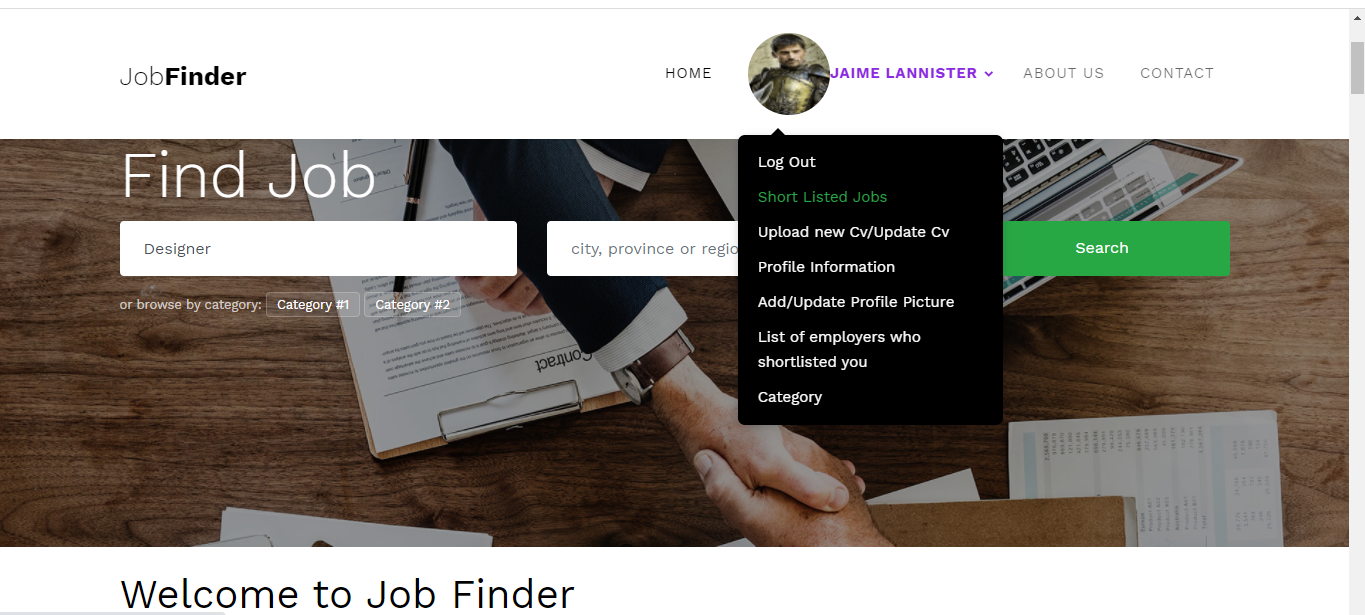 JobFinder
HOME
JAIME LANNISTER
ABOUT US
CONTACT
Find Job
Designer
city, province or regio
Search
or browse by category: Category #1 Category #2
Log Out
Short Listed Jobs
Upload new Cv/Update Cv
Profile Information
Add/Update Profile Picture
List of employers who
shortlisted you
Category
Contract
Welcome to Job Finder